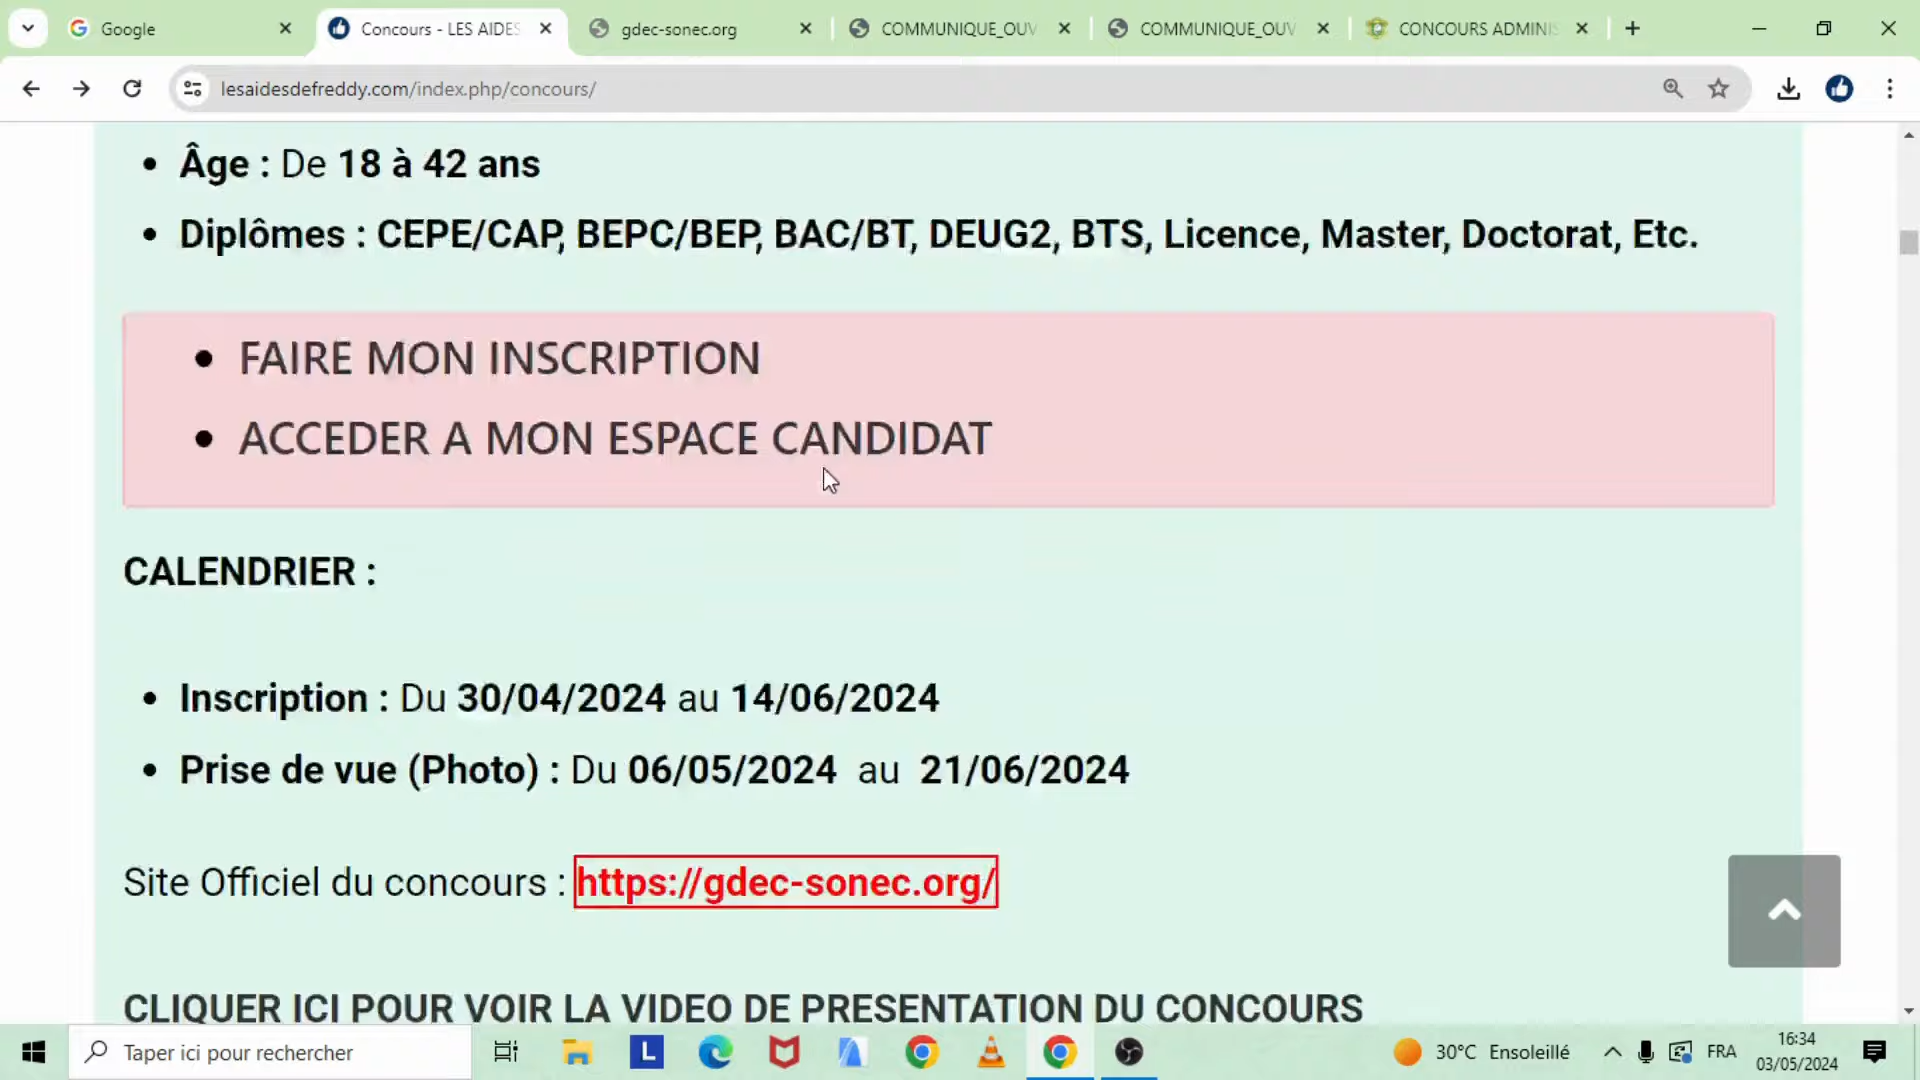 Google
Concours - LES AIDES
gdec-sonec.org
COMMUNIQUE_OUV
COMMUNIQUE_OUV
CONCOURS ADMINIS
lesaidesdefreddy.com/index.php/concours/
• Âge : De 18 à 42 ans
• Diplômes : CEPE/CAP, BEPC/BEP, BAC/BT, DEUG2, BTS, Licence, Master, Doctorat, Etc.
• FAIRE MON INSCRIPTION
• ACCEDER A MON ESPACE CANDIDAT
CALENDRIER :
• Inscription : Du 30/04/2024 au 14/06/2024
• Prise de vue (Photo) : Du 06/05/2024 au 21/06/2024
Site Officiel du concours : https://gdec-sonec.org/
CLIQUER ICI POUR VOIR LA VIDEO DE PRESENTATION DU CONCOURS
Taper ici pour rechercher
L
30°C Ensoleillé
FRA
16:34
03/05/2024